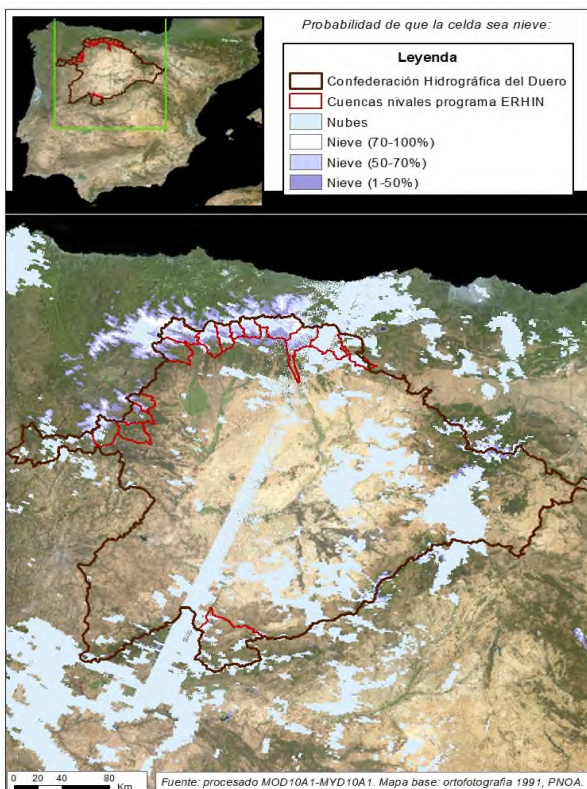 Probabilidad de que la celda sea nieve:
Leyenda
Confederación Hidrográfica del Duero
Cuencas nivales programa ERHIN
Nubes
Nieve (70-100%)
Nieve (50-70%)
Nieve (1-50%)
0 20 40 80
Km
Fuente: procesado MOD10A1-MYD10A1. Mapa base: ortofotografía 1991, PNOA.